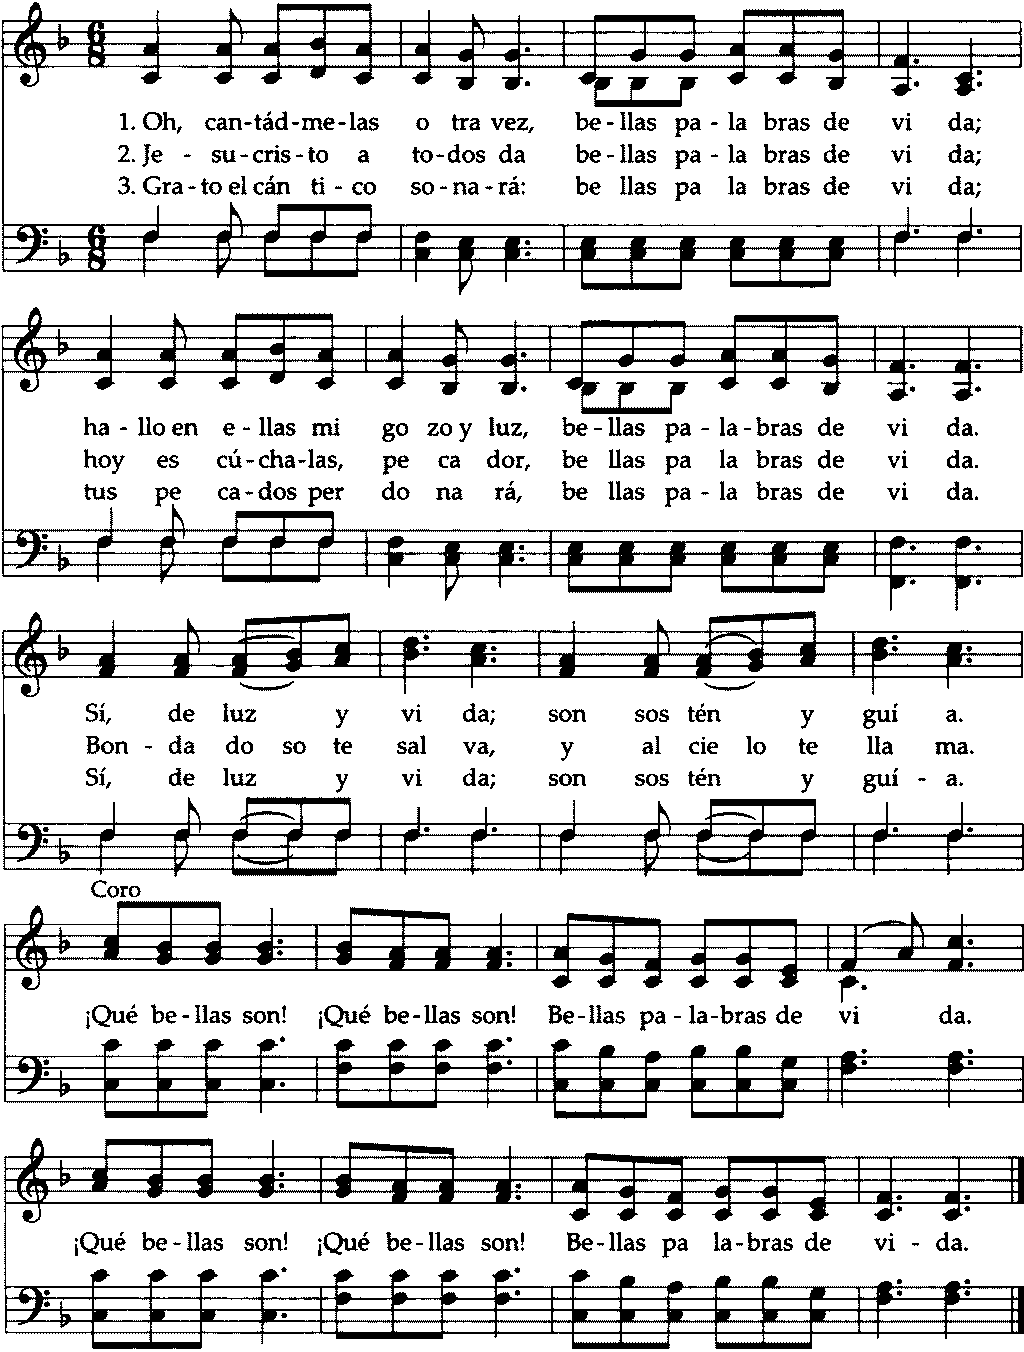 1. Oh, can-tád-me-las o tra vez, be-llas pa-la bras de vi da;
2. Je - su-cris-to a to-dos da be-llas pa-la bras de vi da;
3. Gra-to el cán ti-co so-na-rá: be llas pa la bras de vi da;
ha-llo en e-llas mi go zo y luz, be-llas pa-la-bras de vi da.
hoy es cú-cha-las, pe ca dor, be llas pa la bras de vi da.
tus pe ca-dos per do na rá, be llas pa-la bras de vi da.
Sí, de luz y vi da; son sos tén y guí a.
Bon-da do so te sal va, y al cie lo te lla ma.
Sí, de luz y vi da; son sos tén y guí-a.
Coro
¡Qué be-llas son! ¡Qué be-llas son! Be-llas pa-la-bras de vi da.
¡Qué be-llas son! ¡Qué be-llas son! Be-llas pa la-bras de vi-da.